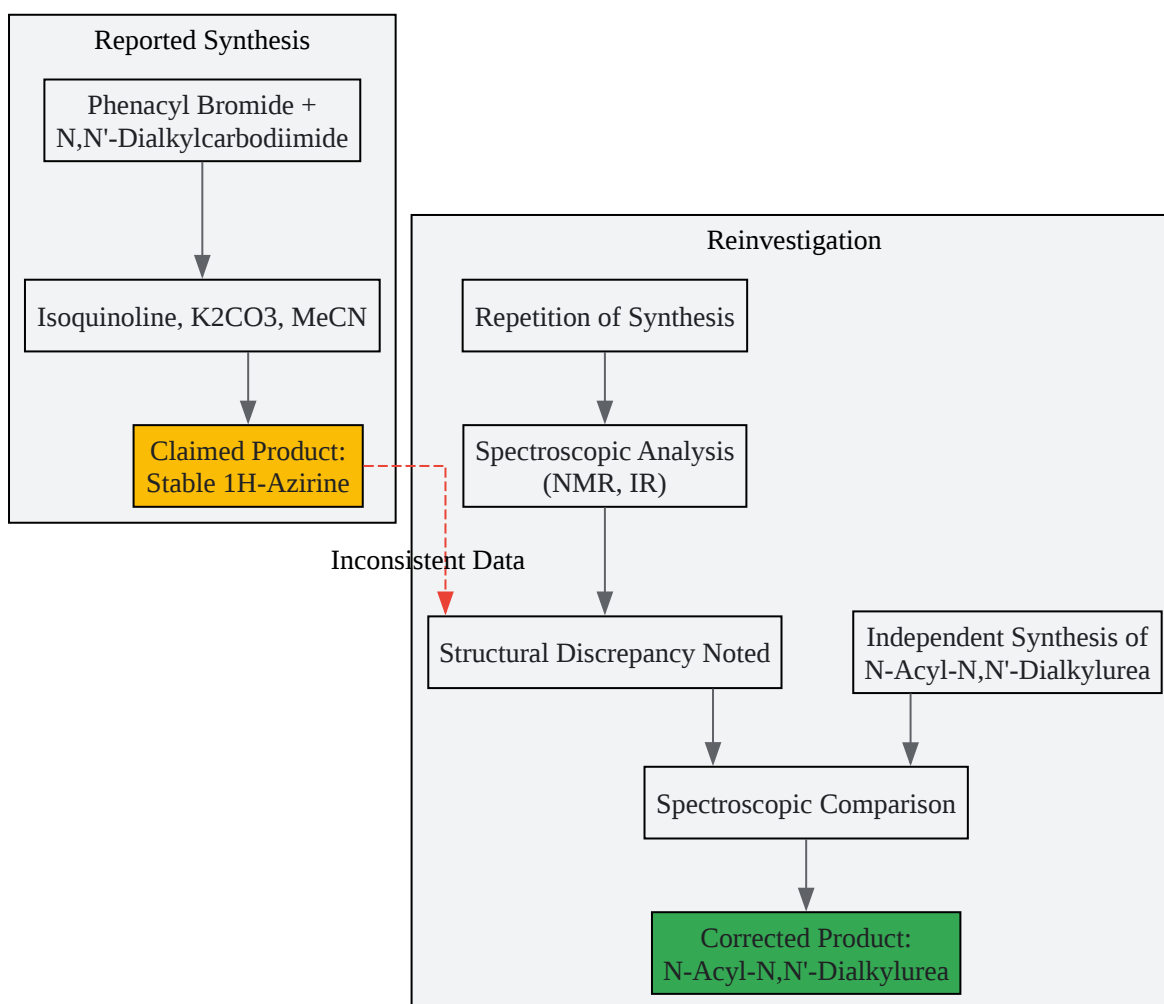 Reported Synthesis
Phenacyl Bromide +
N,N'-Dialkylcarbodiimide
Isoquinoline, K2CO3, MeCN
Claimed Product:
Stable 1H-Azirine
Inconsistent Data
Reinvestigation
Repetition of Synthesis
Spectroscopic Analysis
(NMR, IR)
Structural Discrepancy Noted
Independent Synthesis of
N-Acyl-N,N'-Dialkylurea
Spectroscopic Comparison
Corrected Product:
N-Acyl-N,N'-Dialkylurea